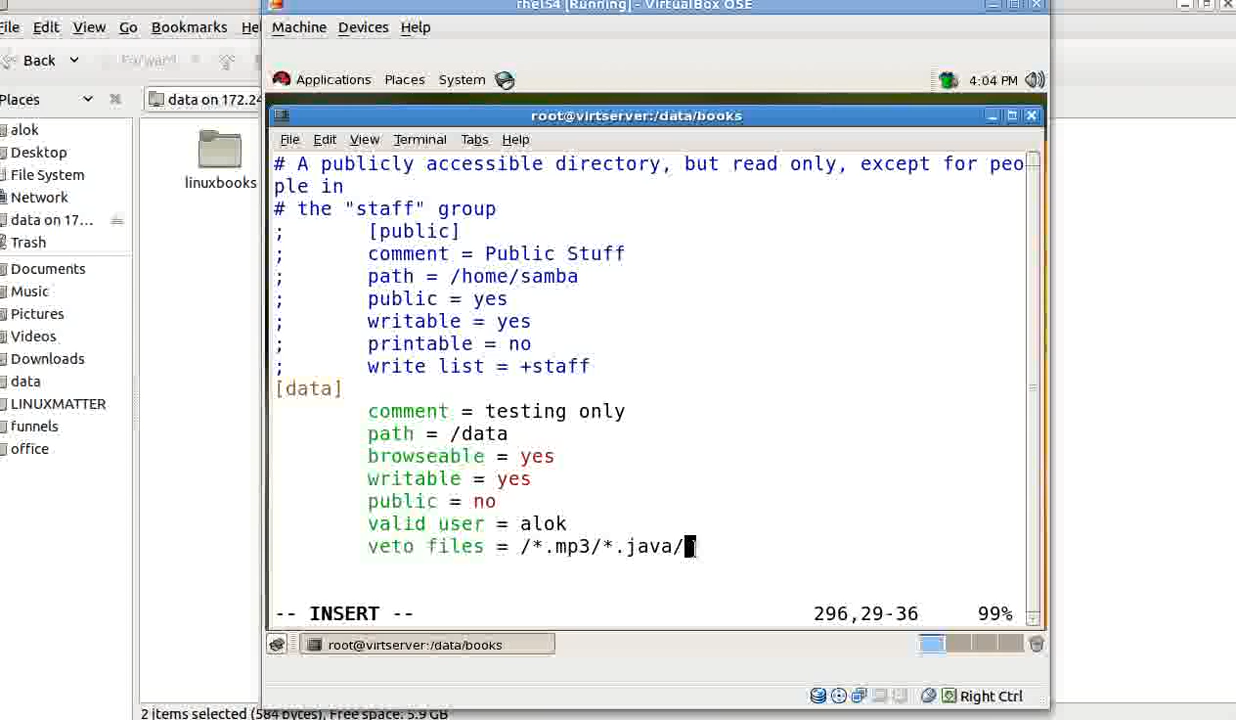 rhel54 [Running] - VirtualBox OSE
File Edit View Go Bookmarks He
Machine Devices Help
Back Forward
Applications Places System 4:04 PM
Places data on 172.24
root@virtserver:/data/books
File Edit View Terminal Tabs Help
alok
Desktop
File System
Network
data on 17...
Trash
Documents
Music
Pictures
Videos
Downloads
data
LINUXMATTER
funnels
office
linuxbooks
# A publicly accessible directory, but read only, except for peo
ple in
# the "staff" group
; [public]
; comment = Public Stuff
; path = /home/samba
; public = yes
; writable = yes
; printable = no
; write list = +staff
[data]
comment = testing only
path = /data
browseable = yes
writable = yes
public = no
valid user = alok
veto files = /*.mp3/*.java/
-- INSERT -- 296,29-36 99%
root@virtserver:/data/books
Right Ctrl
2 items selected (584 bytes), Free space: 5.9 GB